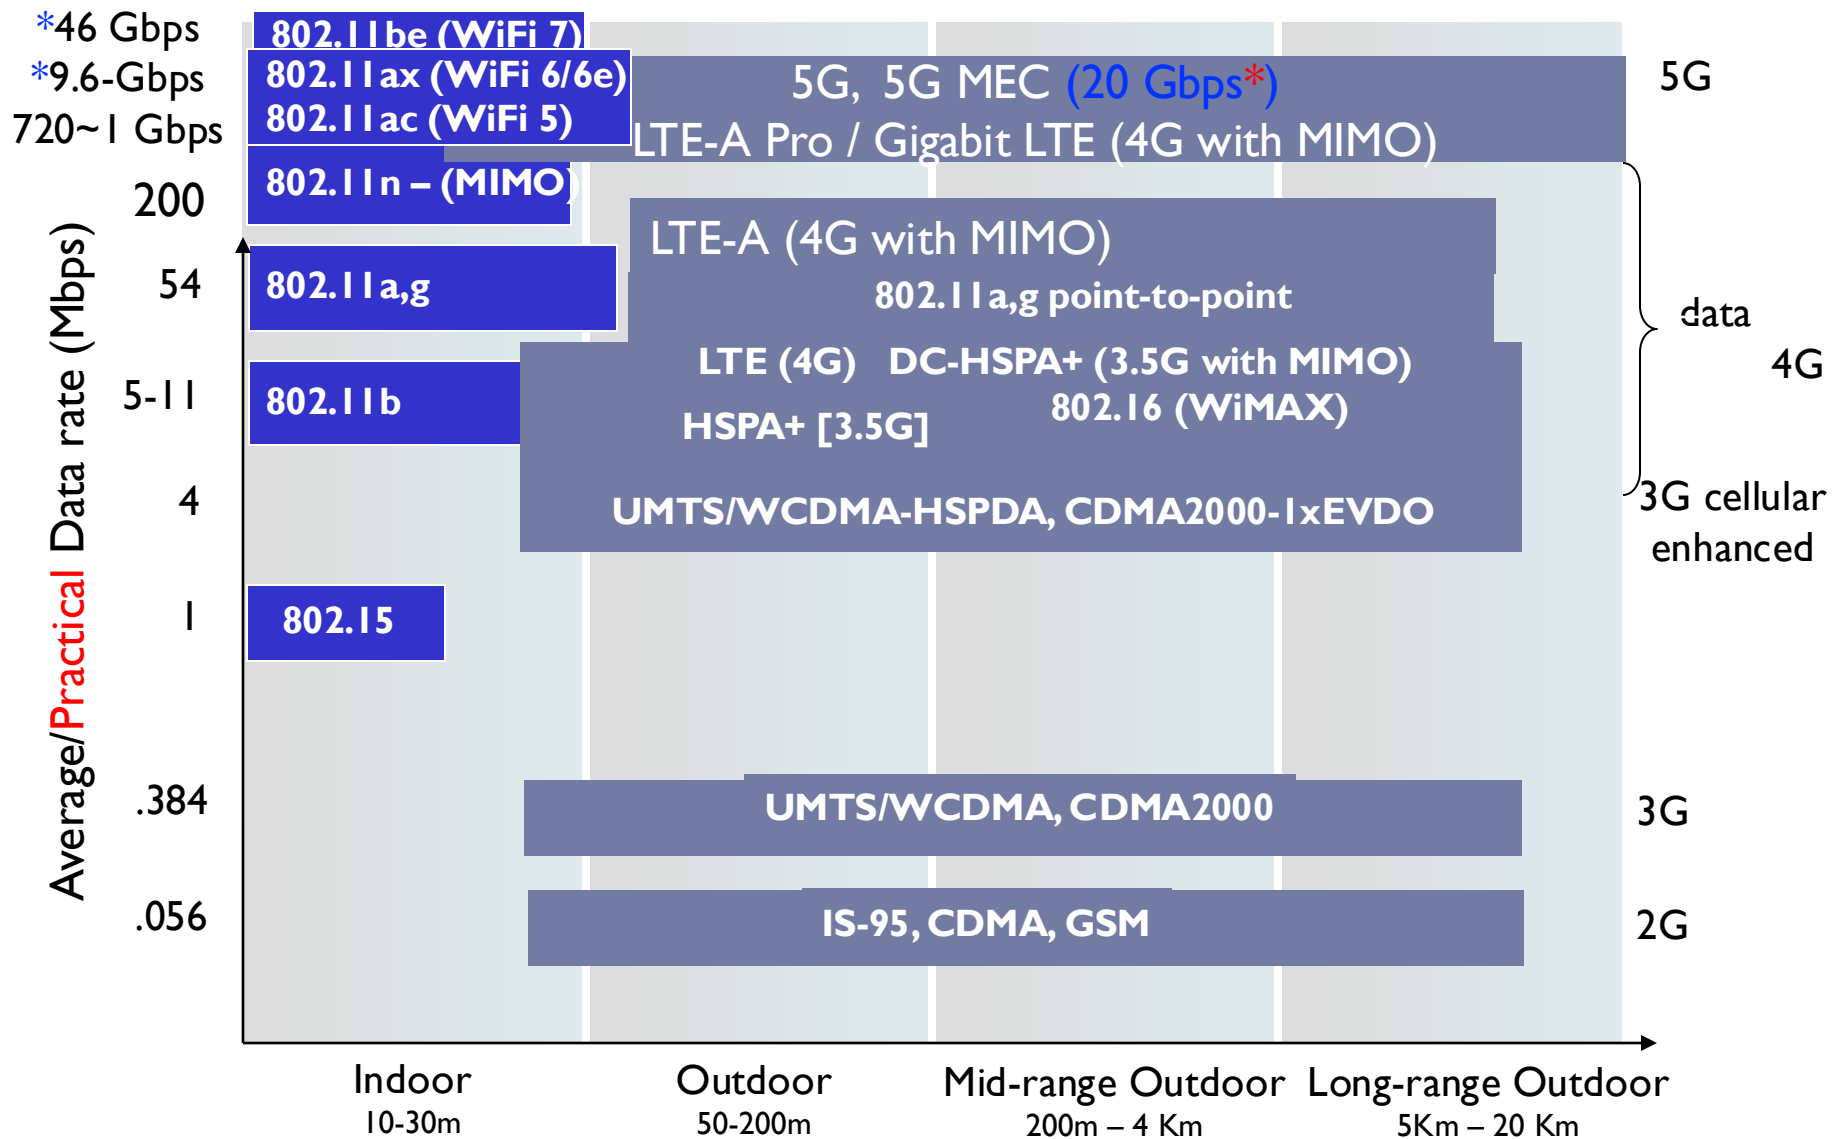 *46 Gbps
802.11be (WiFi 7)
*9.6-Gbps
802.11ax (WiFi 6/6e)
5G, 5G MEC (20 Gbps*)
5G
720~1 Gbps
802.11ac (WiFi 5)
LTE-A Pro / Gigabit LTE (4G with MIMO)
200
802.11n – (MIMO)
LTE-A (4G with MIMO)
54
802.11a,g
802.11a,g point-to-point
data
LTE (4G) DC-HSPA+ (3.5G with MIMO)
4G
5-11
802.11b
802.16 (WiMAX)
HSPA+ [3.5G]
4
UMTS/WCDMA-HSPDA, CDMA2000-1xEVDO
3G cellular
enhanced
1
802.15
Average/Practical Data rate (Mbps)
.384
UMTS/WCDMA, CDMA2000
3G
.056
IS-95, CDMA, GSM
2G
Indoor
10-30m
Outdoor
50-200m
Mid-range Outdoor
200m – 4 Km
Long-range Outdoor
5Km – 20 Km